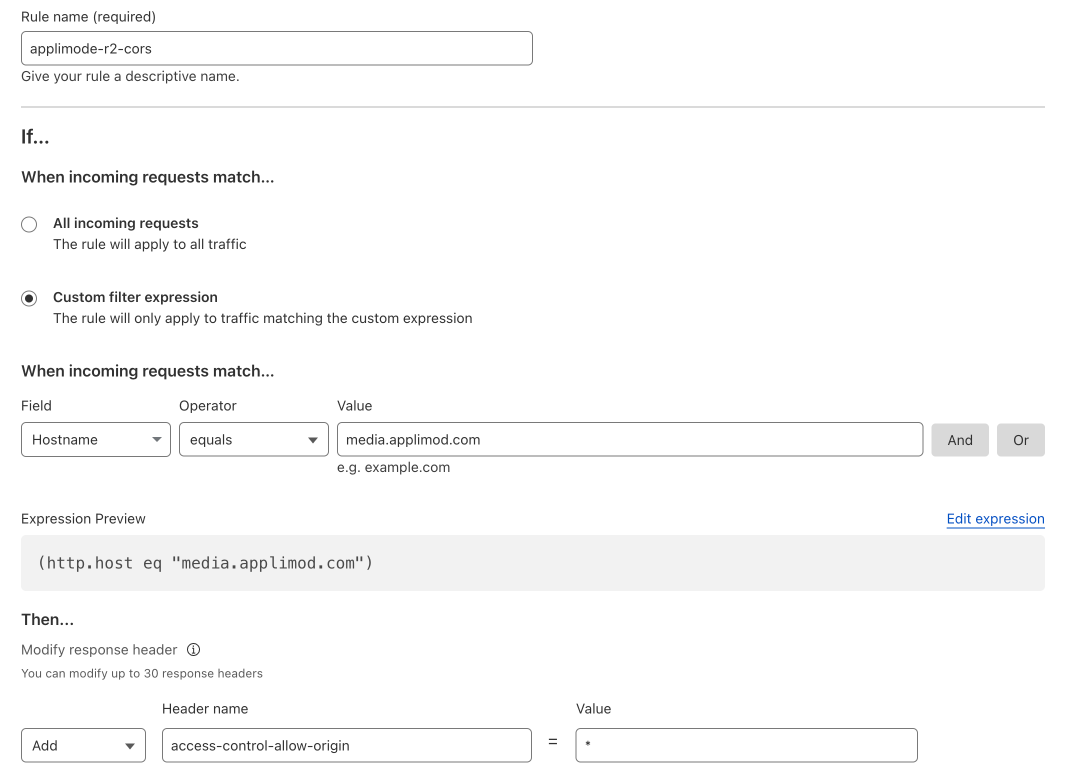 Rule name (required)
applimode-r2-cors
Give your rule a descriptive name.
If...
When incoming requests match...
All incoming requests
The rule will apply to all traffic
Custom filter expression
The rule will only apply to traffic matching the custom expression
When incoming requests match...
Field Operator Value
Hostname equals media.applimod.com And Or
e.g. example.com
Expression Preview Edit expression
(http.host eq "media.applimod.com")
Then...
Modify response header
You can modify up to 30 response headers
Header name Value
Add access-control-allow-origin = *